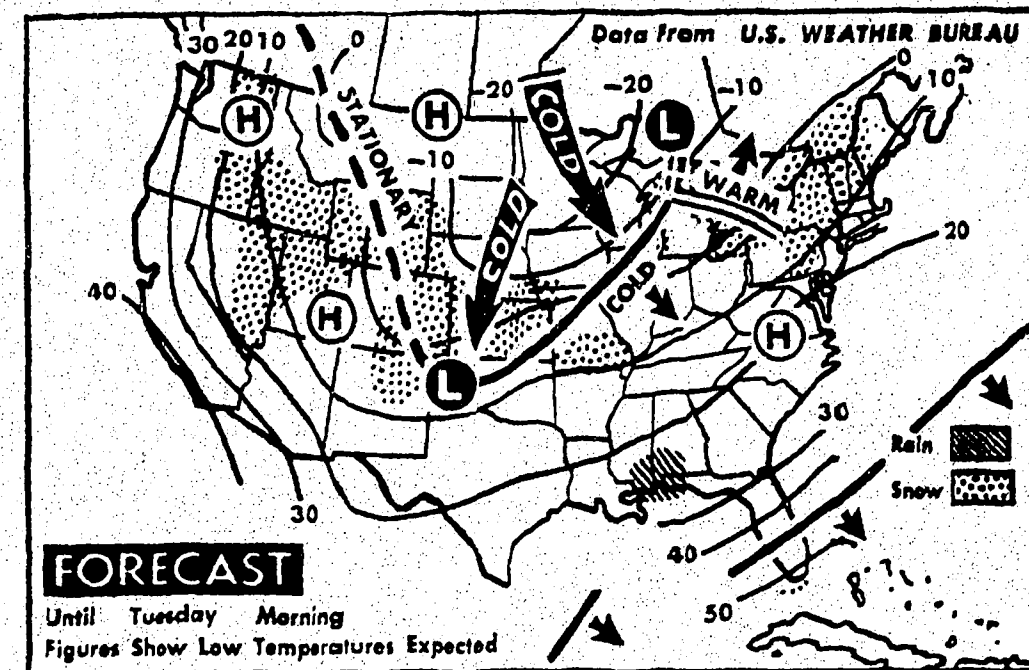 Data from U.S. WEATHER BUREAU
30 20 10 0
0
10
-20
-20
-10
H
H
L
-10
STATIONARY
COLD
COLD
WARM
20
40
COLD
H
H
L
30
30
Rain
Snow
40
50
FORECAST
Until Tuesday Morning
Figures Show Low Temperatures Expected